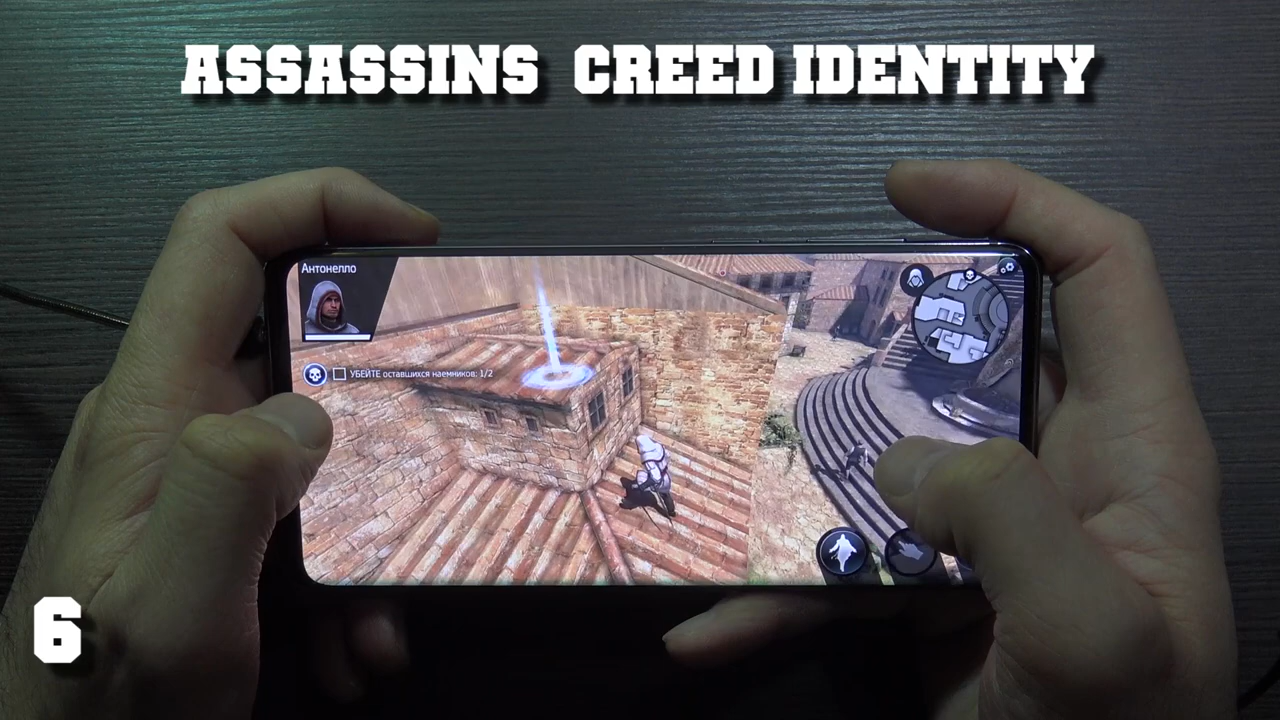 ASSASSINS CREED IDENTITY
Антонелло
УБЕЙТЕ оставшихся наемников: 1/2
6